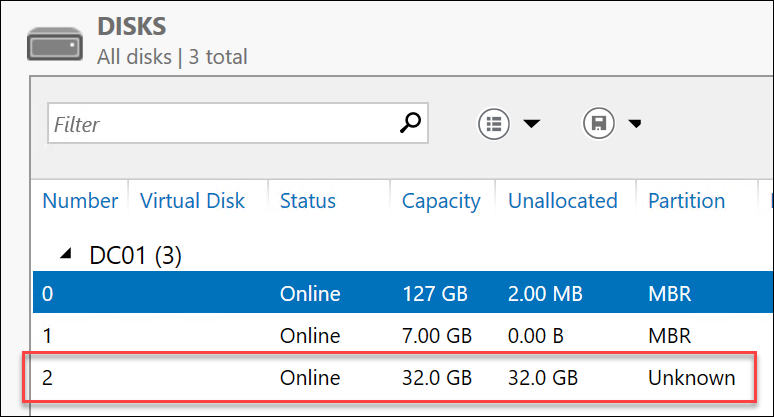 DISKS
All disks | 3 total
Filter
Number Virtual Disk Status Capacity Unallocated Partition
DC01 (3)
0 Online 127 GB 2.00 MB MBR
1 Online 7.00 GB 0.00 B MBR
2 Online 32.0 GB 32.0 GB Unknown